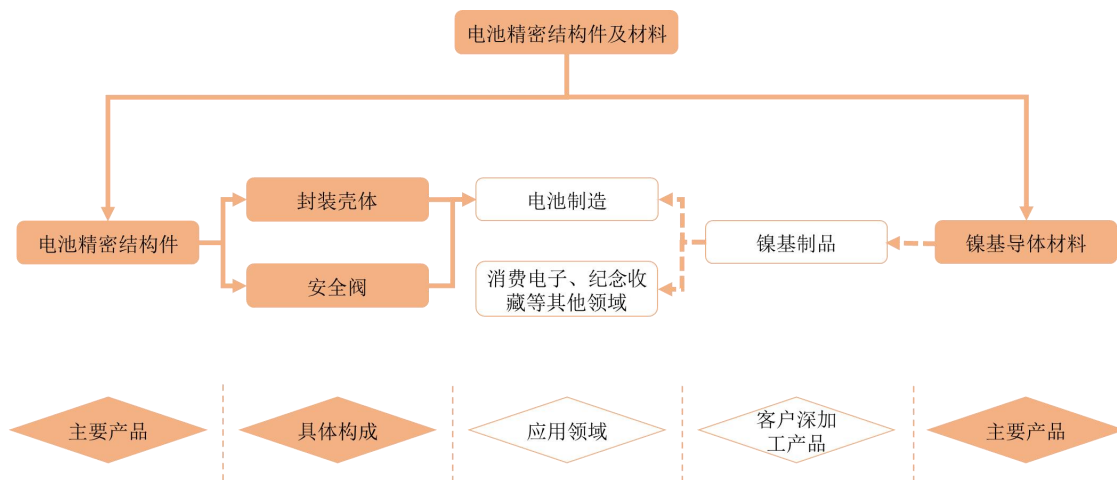 电池精密结构件及材料
封装壳体
电池制造
电池精密结构件
镍基制品
镍基导体材料
安全阀
消费电子、纪念收
藏等其他领域
主要产品
具体构成
应用领域
客户深加
工产品
主要产品